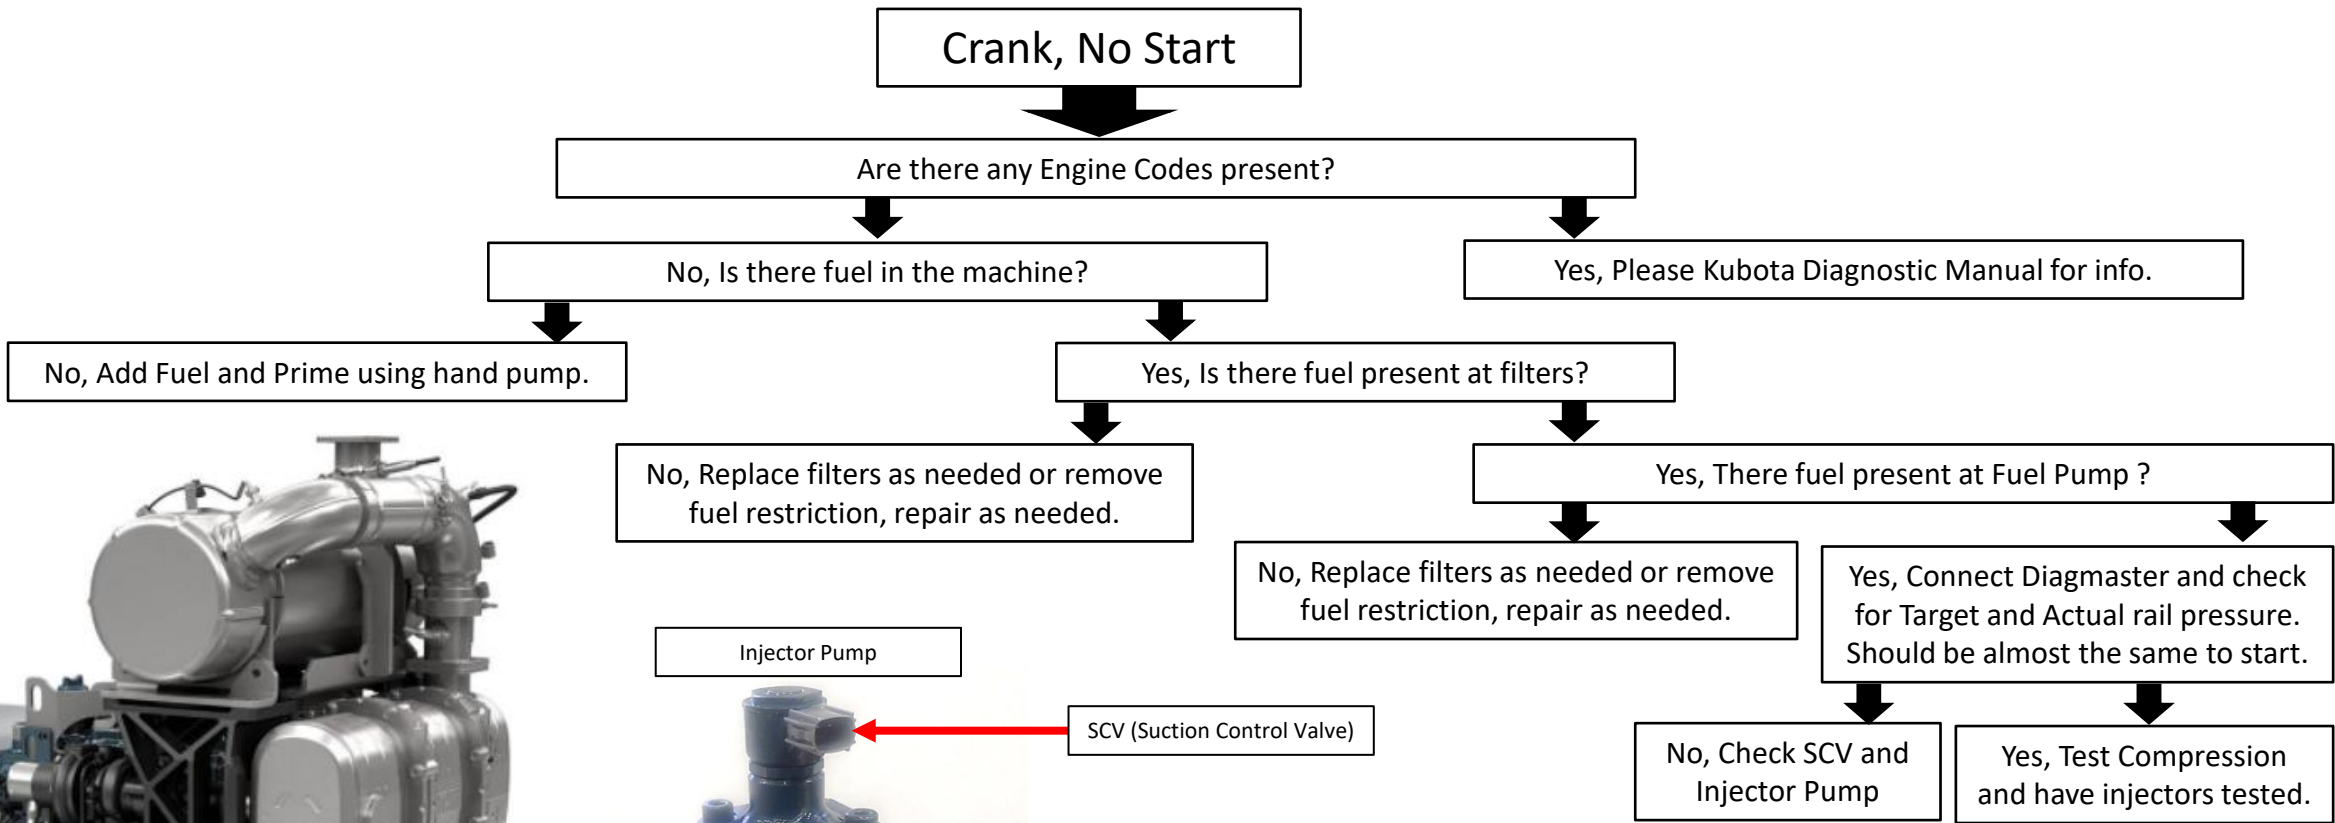 Crank, No Start
Are there any Engine Codes present?
No, Is there fuel in the machine?
Yes, Please Kubota Diagnostic Manual for info.
No, Add Fuel and Prime using hand pump.
Yes, Is there fuel present at filters?
No, Replace filters as needed or remove
fuel restriction, repair as needed.
Yes, There fuel present at Fuel Pump ?
No, Replace filters as needed or remove
fuel restriction, repair as needed.
Yes, Connect Diagmaster and check
for Target and Actual rail pressure.
Should be almost the same to start.
Injector Pump
SCV (Suction Control Valve)
No, Check SCV and
Injector Pump
Yes, Test Compression
and have injectors tested.